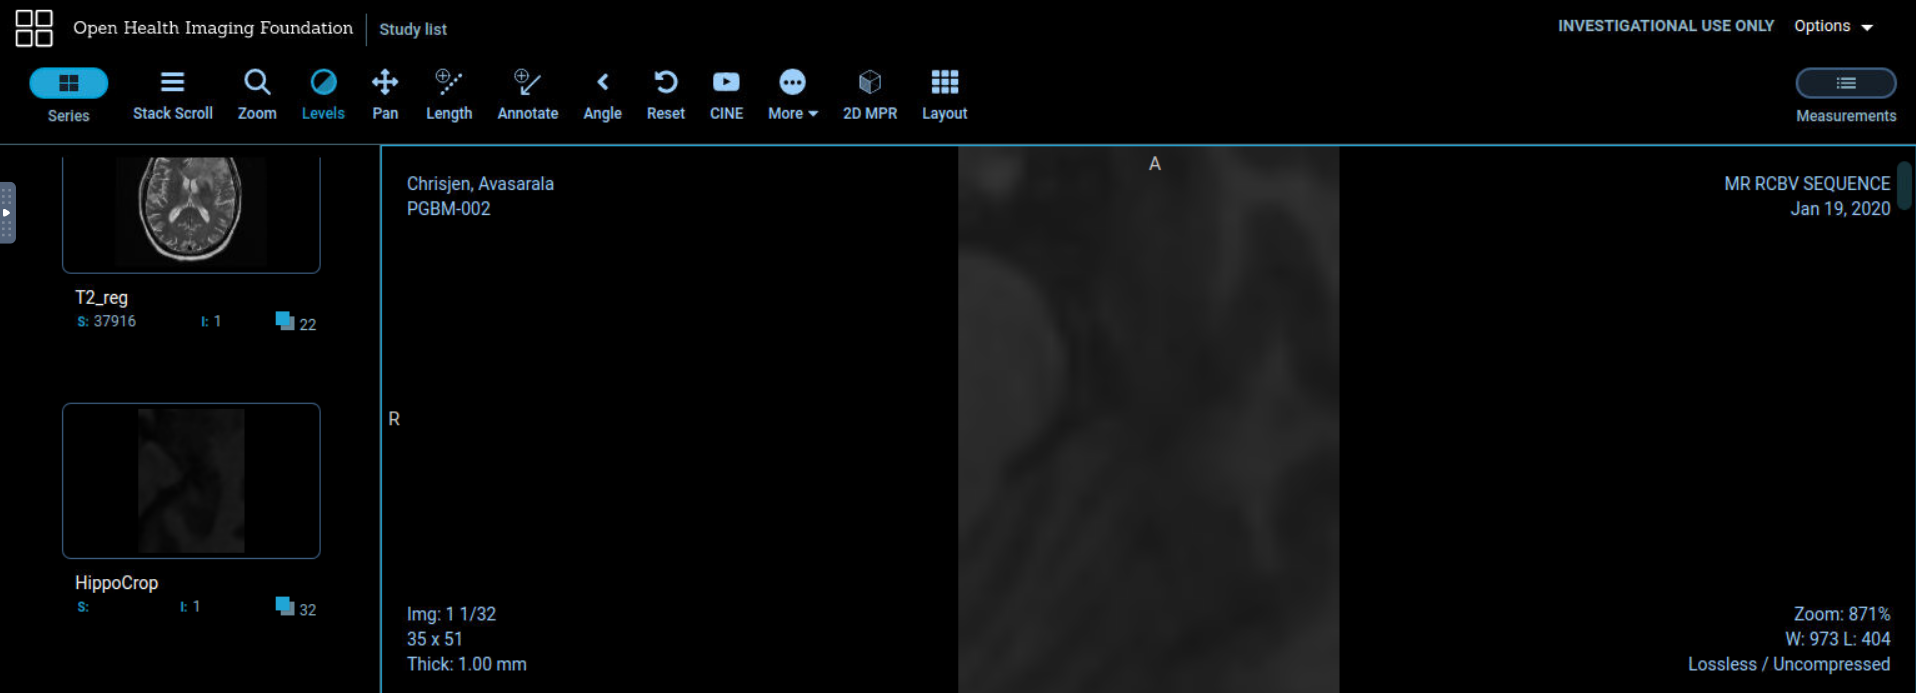 Open Health Imaging Foundation
Study list
INVESTIGATIONAL USE ONLY
Options
Series
Stack Scroll
Zoom
Levels
Pan
Length
Annotate
Angle
Reset
CINE
More
2D MPR
Layout
Measurements
T2_reg
S: 37916 I: 1 22
HippoCrop
S: I: 1 32
Chrisjen, Avasarala
PGBM-002
A
MR RCBV SEQUENCE
Jan 19, 2020
R
Img: 1 1/32
35 x 51
Thick: 1.00 mm
Zoom: 871%
W: 973 L: 404
Lossless / Uncompressed